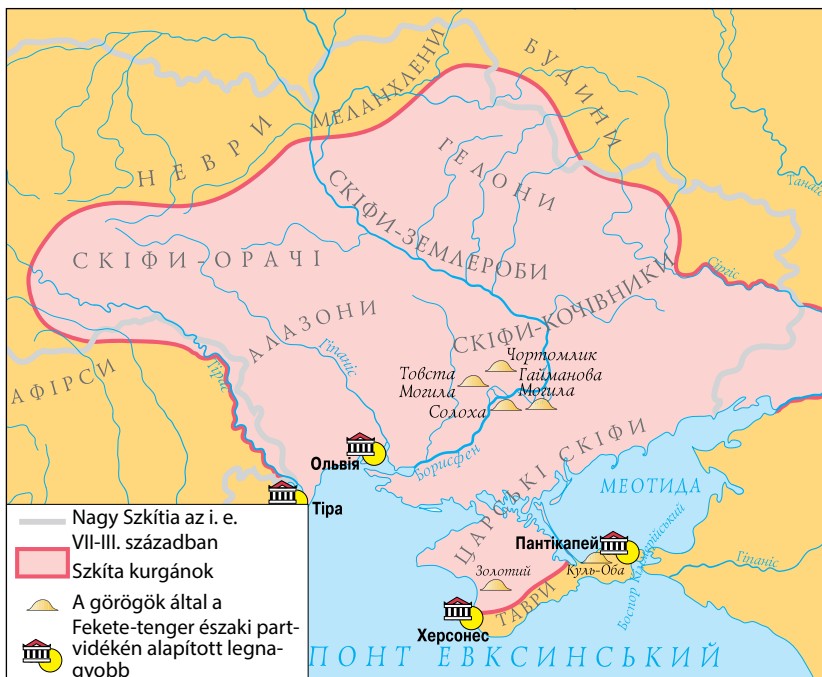 БУДИНИ
МЕЛАНХЛЕНИ
НЕВРИ
ГЕЛОНИ
Танаїс
СКІФИ-ЗЕМЛЕРОБИ
СКІФИ-ОРАЧІ
Сіргіс
СКІФИ-КОЧІВНИКИ
АЛАЗОНИ
Гіпаніс
Тірас
АФІРСИ
Чортомлик
Товста
Могила
Гайманова
Могила
Солоха
Борисфен
Ольвія
Тіра
ЦАРСЬКІ СКІФИ
МЕОТИДА
Пантікапей
Боспор Кіммерійський
Гіпаніс
Куль-Оба
Золотий
ТАВРИ
Херсонес
ПОНТ ЕВКСИНСЬКИЙ
Nagy Szkítia az i. e.
VII-III. században
Szkíta kurgánok
A görögök által a
Fekete-tenger északi part-
vidékén alapított legna-
gyobb